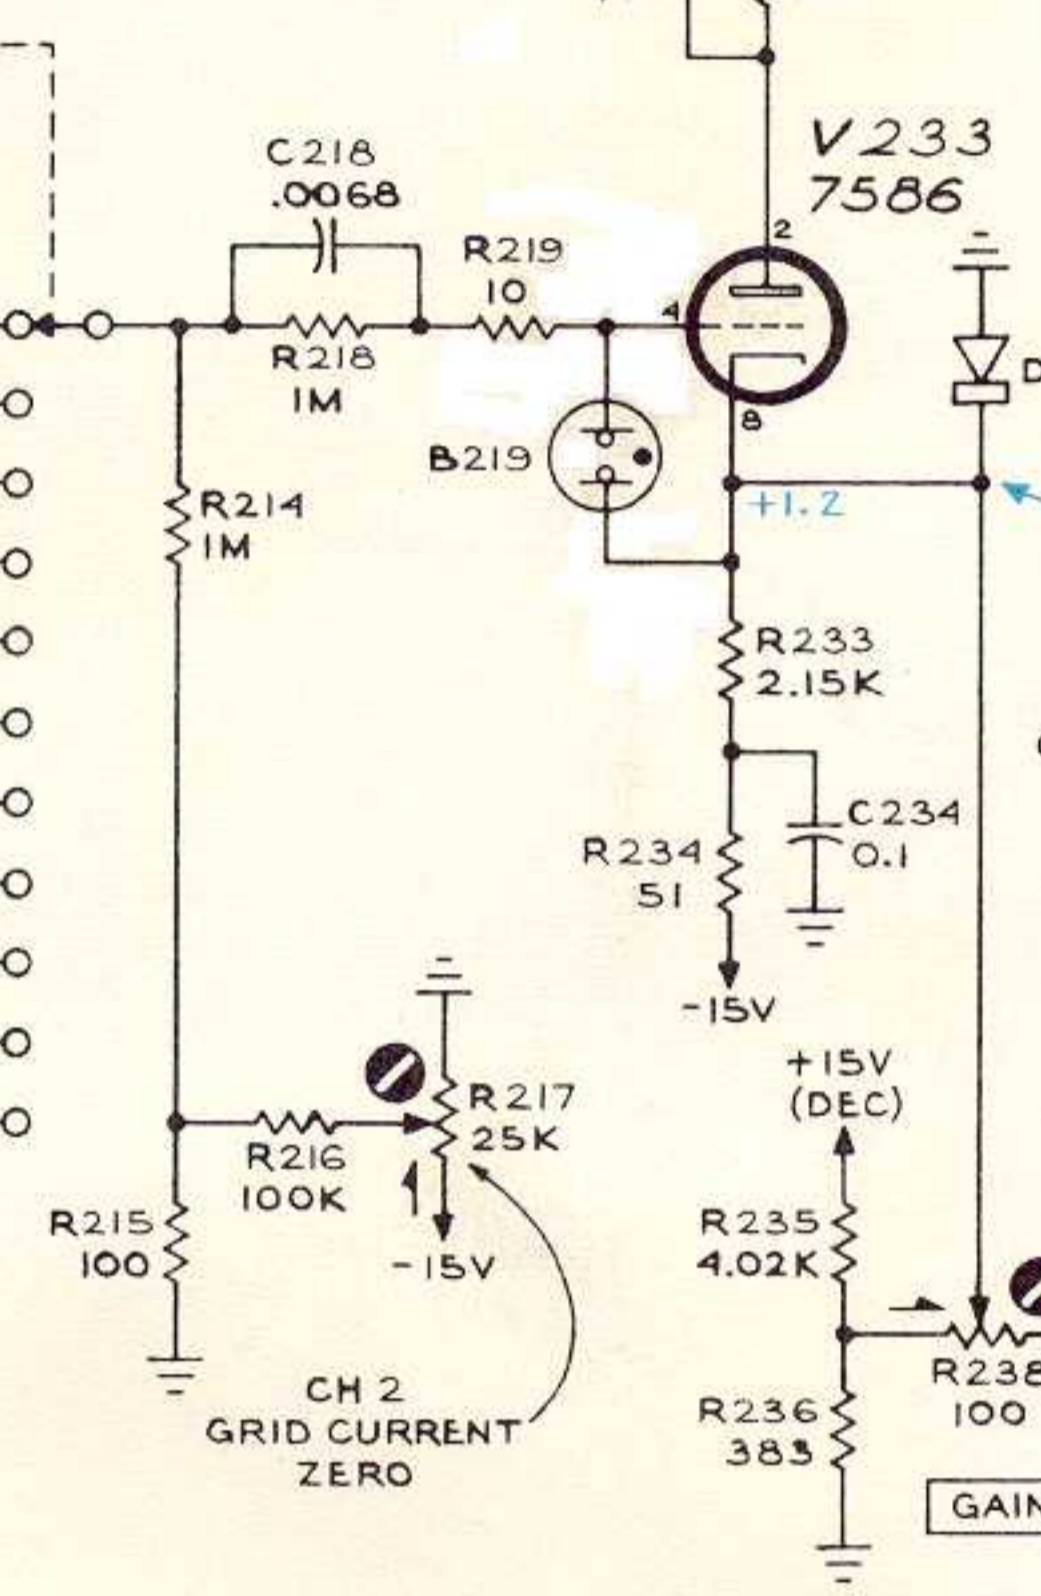 V233
7586
C218
.0068
R219
10
2
4
8
R218
1M
B219
+1.2
R214
1M
R233
2.15K
C234
0.1
R234
51
-15V
+15V
(DEC)
R217
25K
R216
100K
-15V
R215
100
R235
4.02K
R238
100
R236
383
CH 2
GRID CURRENT
ZERO
GAIN